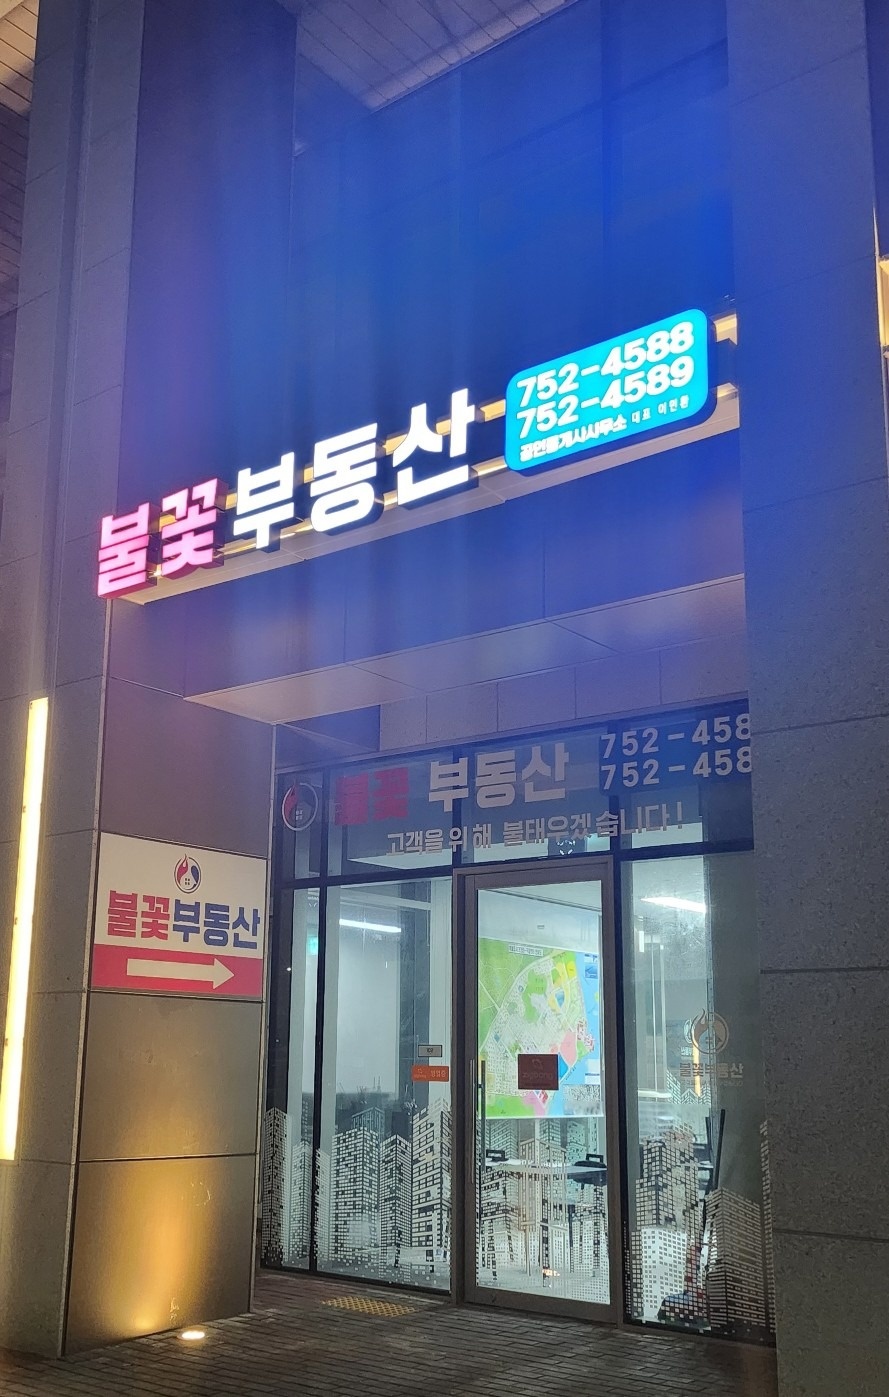 불꽃부동산
752-4588
752-4589
공인중개사사무소 대표
불꽃 부동산
752-458
752-458
고객을 위해 불태우겠습니다!
불꽃부동산
불꽃부동산